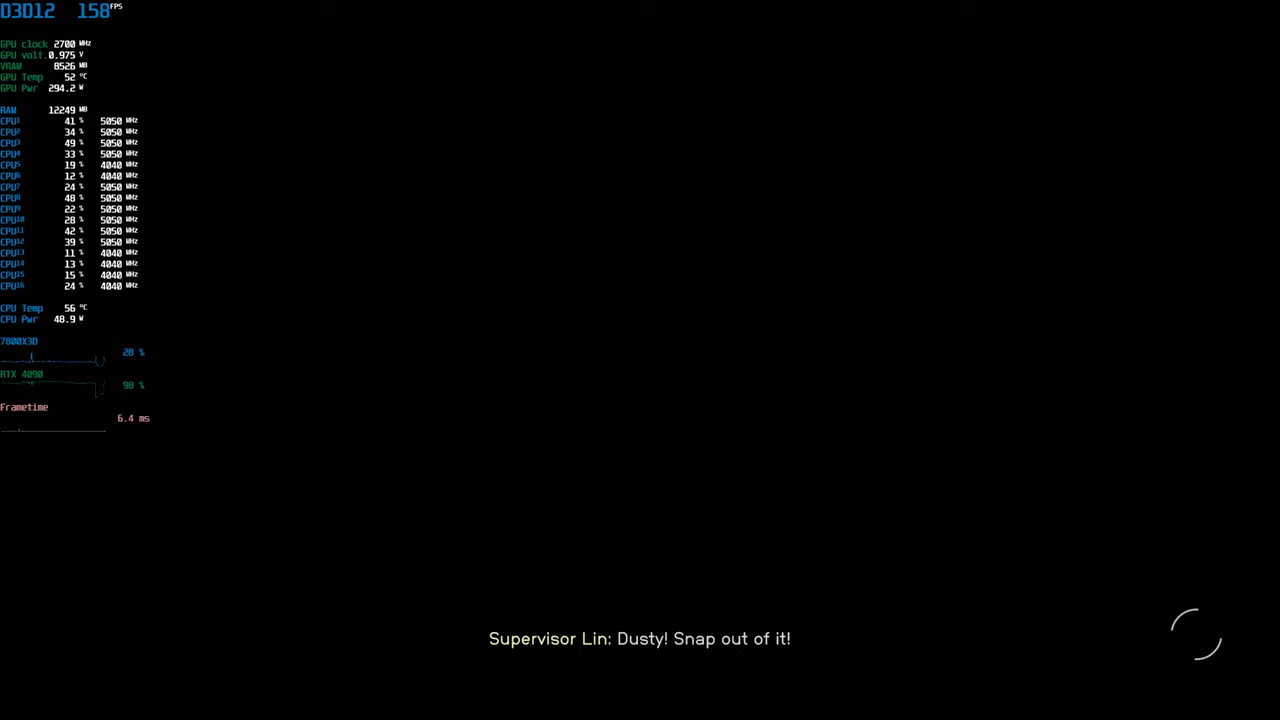 D3D12 158 FPS
GPU clock 2700 MHz
GPU volt. 0.975 V
VRAM 8526 MB
GPU Temp 52 °C
GPU Pwr 294.2 W
RAM 12249 MB
CPU1 41 % 5050 MHz
CPU2 34 % 5050 MHz
CPU3 49 % 5050 MHz
CPU4 33 % 5050 MHz
CPU5 19 % 4040 MHz
CPU6 12 % 4040 MHz
CPU7 24 % 5050 MHz
CPU8 48 % 5050 MHz
CPU9 22 % 5050 MHz
CPU10 28 % 5050 MHz
CPU11 42 % 5050 MHz
CPU12 39 % 5050 MHz
CPU13 11 % 4040 MHz
CPU14 13 % 4040 MHz
CPU15 15 % 4040 MHz
CPU16 24 % 4040 MHz
CPU Temp 56 °C
CPU Pwr 48.9 W
7800X3D
28 %
RTX 4090
98 %
Frametime
6.4 ms
Supervisor Lin: Dusty! Snap out of it!